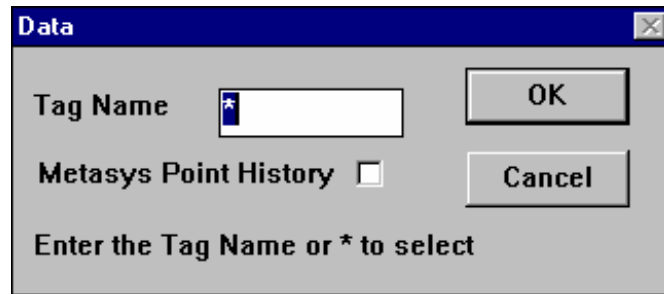 Data
Tag Name *
OK
Metasys Point History
Cancel
Enter the Tag Name or * to select